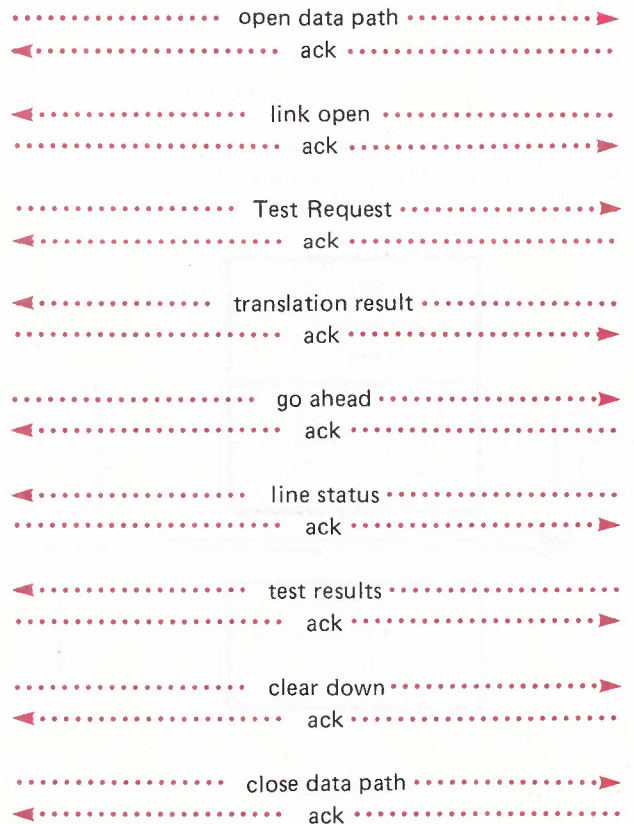 open data path
ack
link open
ack
Test Request
ack
translation result
ack
go ahead
ack
line status
ack
test results
ack
clear down
ack
close data path
ack